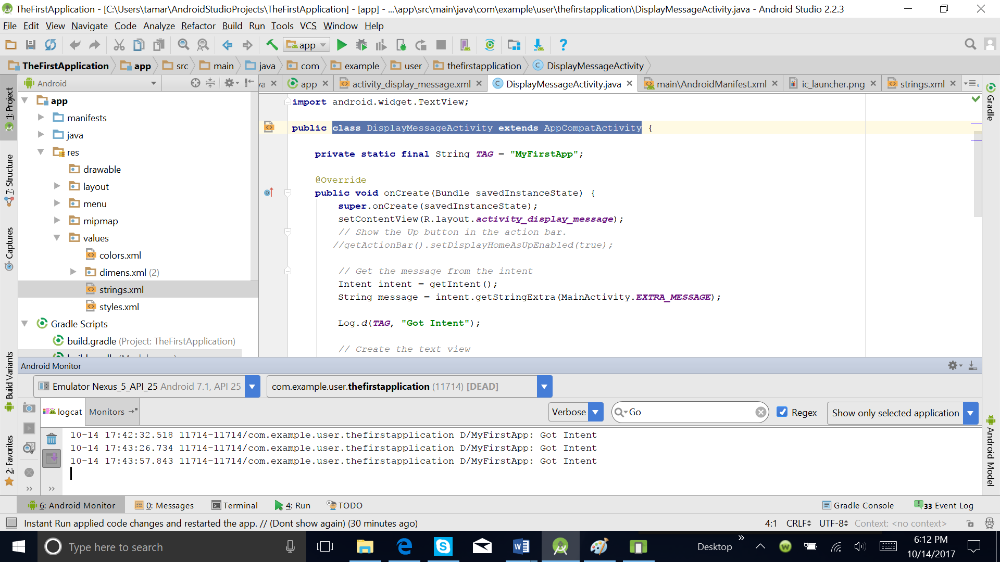 TheFirstApplication - [C:\Users\tamar\AndroidStudioProjects\TheFirstApplication] - [app] - ...\app\src\main\java\com\example\user\thefirstapplication\DisplayMessageActivity.java - Android Studio 2.2.3
File Edit View Navigate Code Analyze Refactor Build Run Tools VCS Window Help
app
TheFirstApplication app src main java com example user thefirstapplication DisplayMessageActivity
Android
app activity_display_message.xml DisplayMessageActivity.java main\AndroidManifest.xml ic_launcher.png strings.xml
1: Project
7: Structure
Captures
Build Variants
2: Favorites
app
manifests
java
res
drawable
layout
menu
mipmap
values
colors.xml
dimens.xml (2)
strings.xml
styles.xml
Gradle Scripts
build.gradle (Project: TheFirstApplication)
import android.widget.TextView;
public class DisplayMessageActivity extends AppCompatActivity {
private static final String TAG = "MyFirstApp";
@Override
public void onCreate(Bundle savedInstanceState) {
super.onCreate(savedInstanceState);
setContentView(R.layout.activity_display_message);
// Show the Up button in the action bar.
//getActionBar().setDisplayHomeAsUpEnabled(true);
// Get the message from the intent
Intent intent = getIntent();
String message = intent.getStringExtra(MainActivity.EXTRA_MESSAGE);
Log.d(TAG, "Got Intent");
// Create the text view
Gradle
Android Model
Android Monitor
Emulator Nexus_5_API_25 Android 7.1, API 25 com.example.user.thefirstapplication (11714) [DEAD]
logcat Monitors Verbose Go Regex Show only selected application
10-14 17:42:32.518 11714-11714/com.example.user.thefirstapplication D/MyFirstApp: Got Intent
10-14 17:43:26.734 11714-11714/com.example.user.thefirstapplication D/MyFirstApp: Got Intent
10-14 17:43:57.843 11714-11714/com.example.user.thefirstapplication D/MyFirstApp: Got Intent
6: Android Monitor 0: Messages Terminal 4: Run TODO Gradle Console 33 Event Log
Instant Run applied code changes and restarted the app. // (Dont show again) (30 minutes ago) 4:1 CRLF UTF-8 Context: <no context>
Type here to search Desktop 6:12 PM
10/14/2017